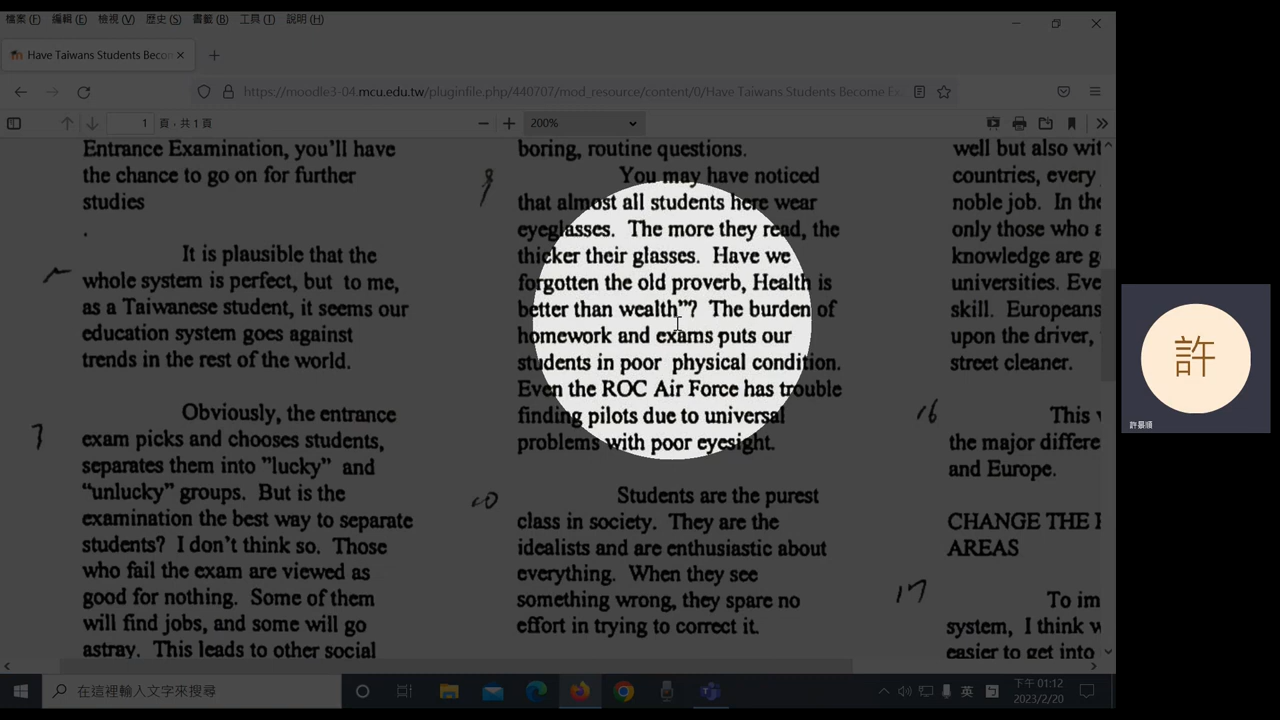 檔案 (F) 編輯 (E) 檢視 (V) 歷史 (S) 書籤 (B) 工具 (T) 說明 (H)
Have Taiwans Students Becon
https://moodle3-04.mcu.edu.tw/pluginfile.php/440707/mod_resource/content/0/Have Taiwans Students Become Ex
1 頁，共 1 頁
200%
Entrance Examination, you'll have
the chance to go on for further
studies
.
It is plausible that the
whole system is perfect, but to me,
as a Taiwanese student, it seems our
education system goes against
trends in the rest of the world.
7
Obviously, the entrance
exam picks and chooses students,
separates them into "lucky" and
"unlucky" groups. But is the
examination the best way to separate
students? I don't think so. Those
who fail the exam are viewed as
good for nothing. Some of them
will find jobs, and some will go
astray. This leads to other social
boring, routine questions.
9
You may have noticed
that almost all students here wear
eyeglasses. The more they read, the
thicker their glasses. Have we
forgotten the old proverb, Health is
better than wealth"? The burden of
homework and exams puts our
students in poor physical condition.
Even the ROC Air Force has trouble
finding pilots due to universal
problems with poor eyesight.
10
Students are the purest
class in society. They are the
idealists and are enthusiastic about
everything. When they see
something wrong, they spare no
effort in trying to correct it.
well but also wit
countries, every
noble job. In the
only those who a
knowledge are g
universities. Eve
skill. Europeans
upon the driver,
street cleaner.
16
This
the major differe
and Europe.
CHANGE THE
AREAS
17
To im
system, I think w
easier to get into
許
許景順
在這裡輸入文字來搜尋
英
下午 01:12
2023/2/20